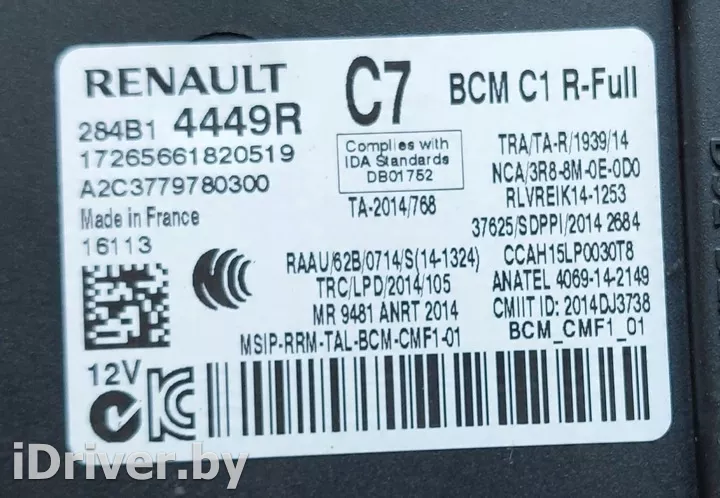 RENAULT
C7
BCM C1 R-Full
284B1 4449R
17265661820519
A2C3779780300
Made in France
16113
Complies with
IDA Standards
DB01752
TA-2014/768
TRA/TA-R/1939/14
NCA/3R8-8M-0E-0D0
RLVREIK14-1253
37625/SDPPI/2014 2684
RAAU/62B/0714/S(14-1324)
CCAH15LP0030T8
TRC/LPD/2014/105
ANATEL 4069-14-2149
MR 9481 ANRT 2014
CMIIT ID: 2014DJ3738
MSIP-RRM-TAL-BCM-CMF1-01
BCM_CMF1_01
12V
iDriver.by